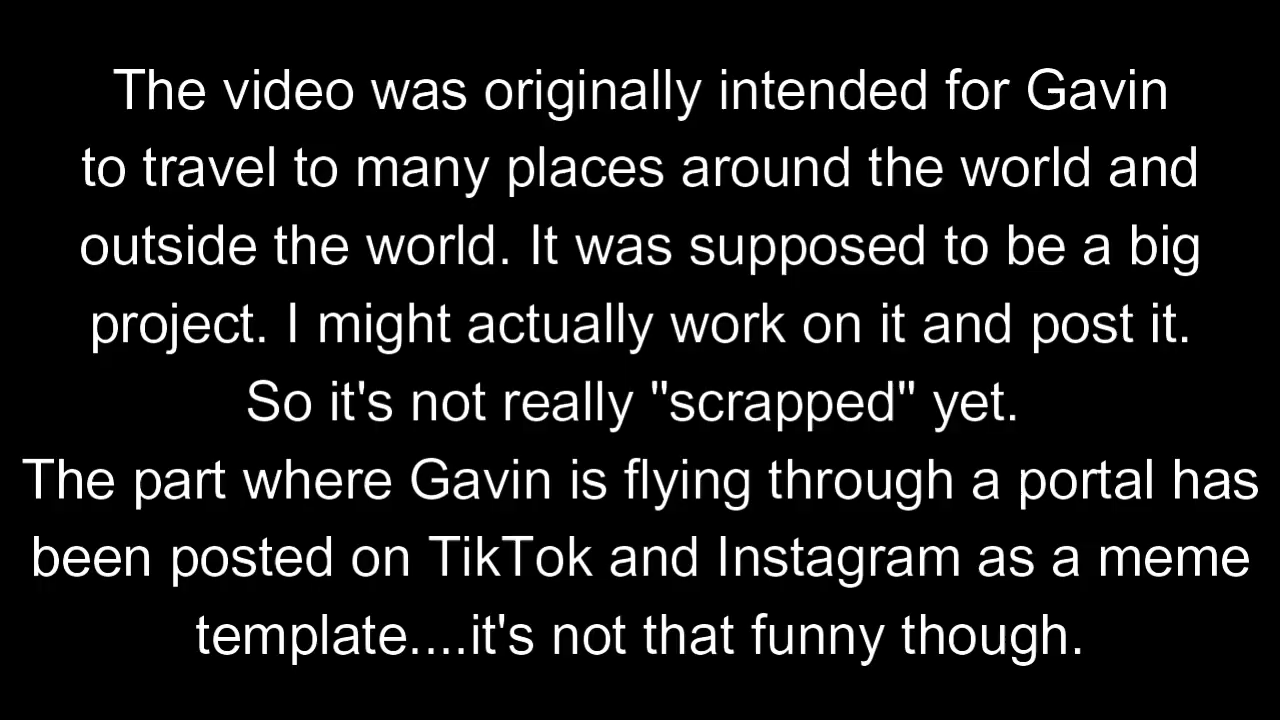 The video was originally intended for Gavin
to travel to many places around the world and
outside the world. It was supposed to be a big
project. I might actually work on it and post it.
So it's not really "scrapped" yet.
The part where Gavin is flying through a portal has
been posted on TikTok and Instagram as a meme
template....it's not that funny though.